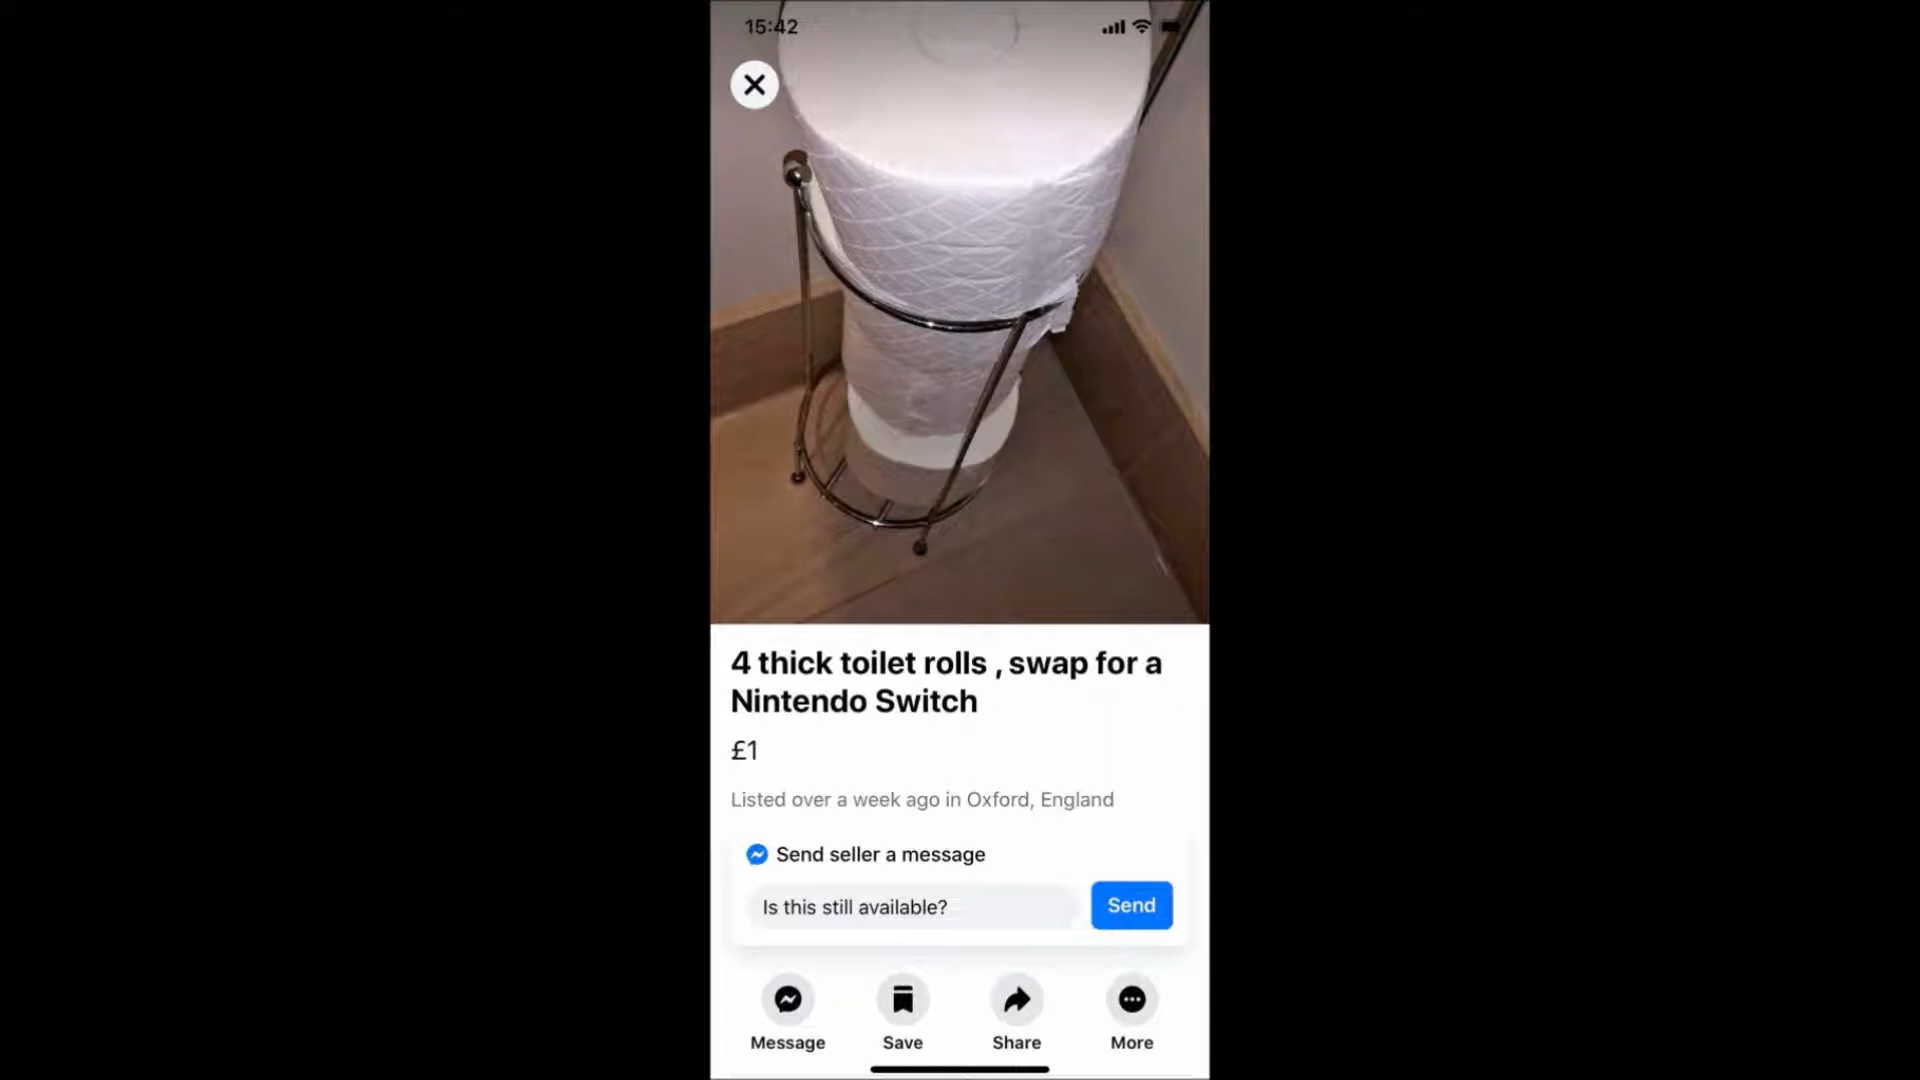 15:42
4 thick toilet rolls , swap for a
Nintendo Switch
£1
Listed over a week ago in Oxford, England
Send seller a message
Is this still available?
Send
Message
Save
Share
More